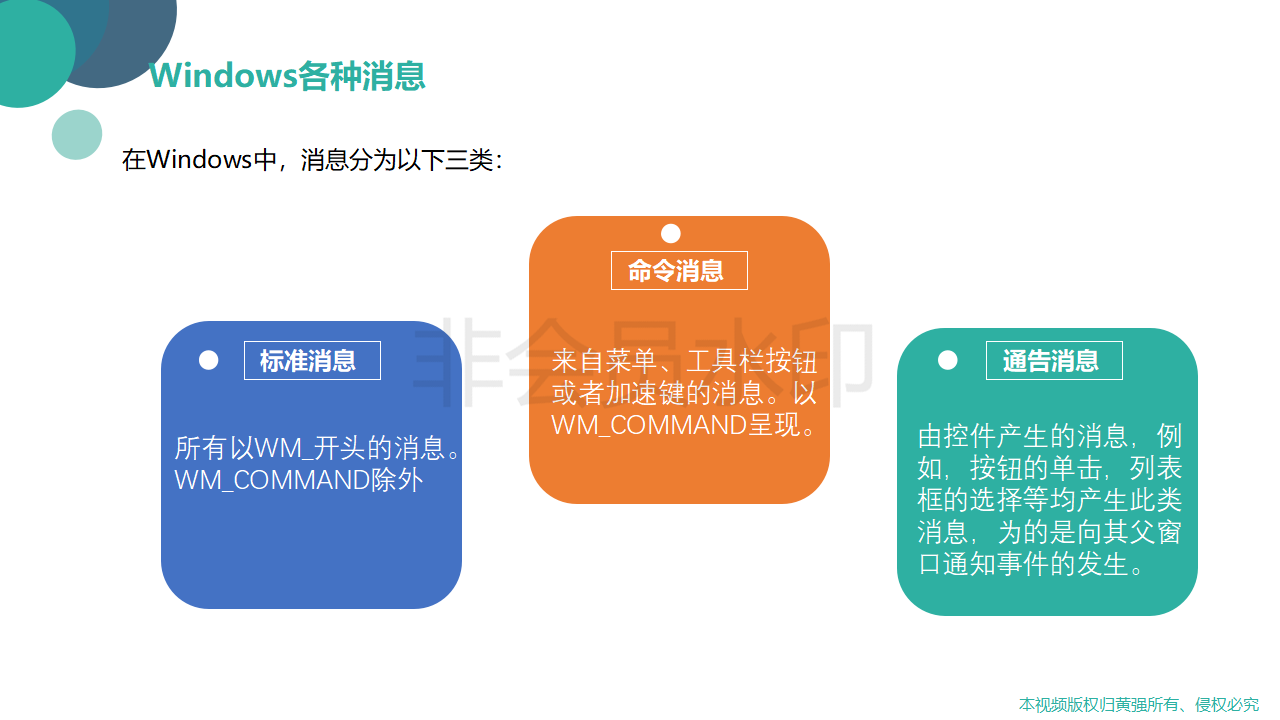 Windows各种消息
在Windows中，消息分为以下三类：
标准消息
所有以WM_开头的消息。
WM_COMMAND除外
命令消息
来自菜单、工具栏按钮
或者加速键的消息。以
WM_COMMAND呈现。
通告消息
由控件产生的消息，例
如，按钮的单击，列表
框的选择等均产生此类
消息，为的是向其父窗
口通知事件的发生。
非会员水印
本视频版权归黄强所有、侵权必究